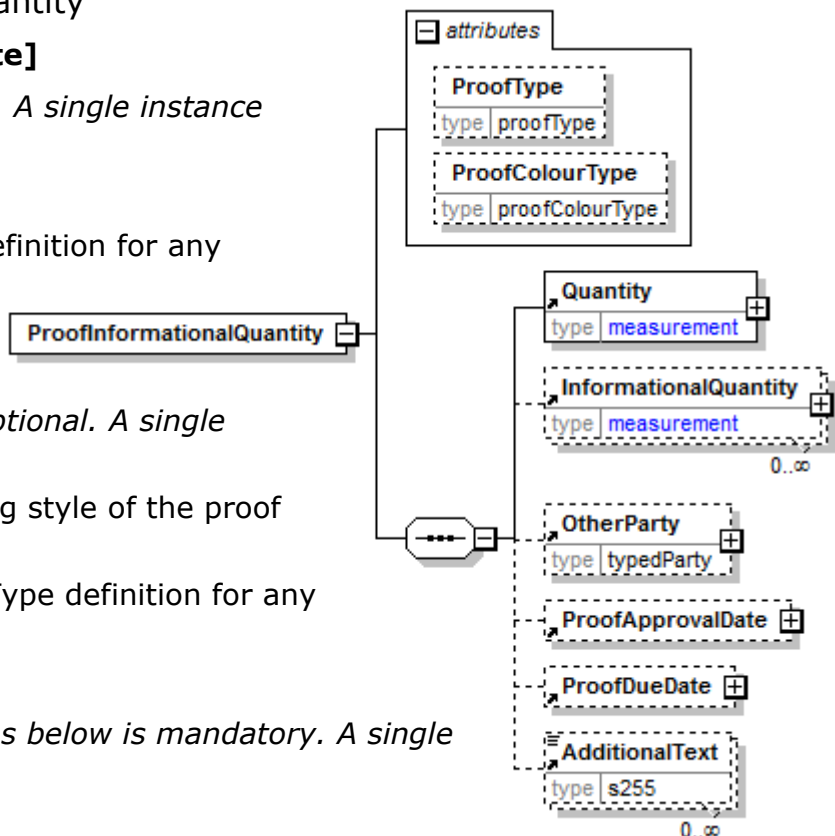 antity
te]
. A single instance
efinition for any
ptional. A single
g style of the proof
Type definition for any
s below is mandatory. A single
ProofInformationalQuantity
attributes
ProofType
type proofType
ProofColourType
type proofColourType
Quantity
type measurement
InformationalQuantity
type measurement
0..∞
OtherParty
type typedParty
ProofApprovalDate
ProofDueDate
AdditionalText
type s255
0..∞